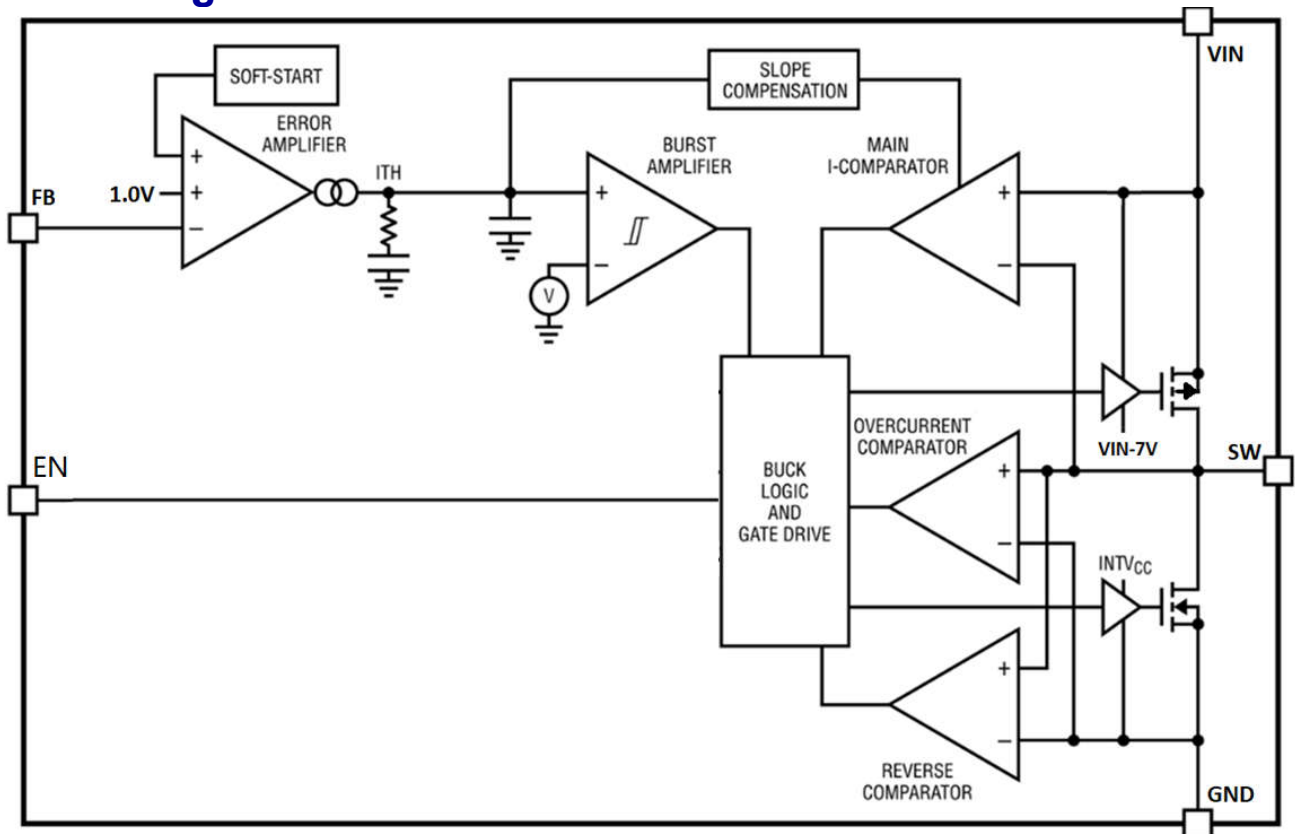 VIN
SOFT-START
SLOPE
COMPENSATION
ERROR
AMPLIFIER
BURST
AMPLIFIER
MAIN
I-COMPARATOR
ITH
FB
1.0V
+
+
−
+
−
V
+
−
VIN-7V
OVERCURRENT
COMPARATOR
SW
EN
BUCK
LOGIC
AND
GATE DRIVE
+
−
INTVCC
+
−
REVERSE
COMPARATOR
GND